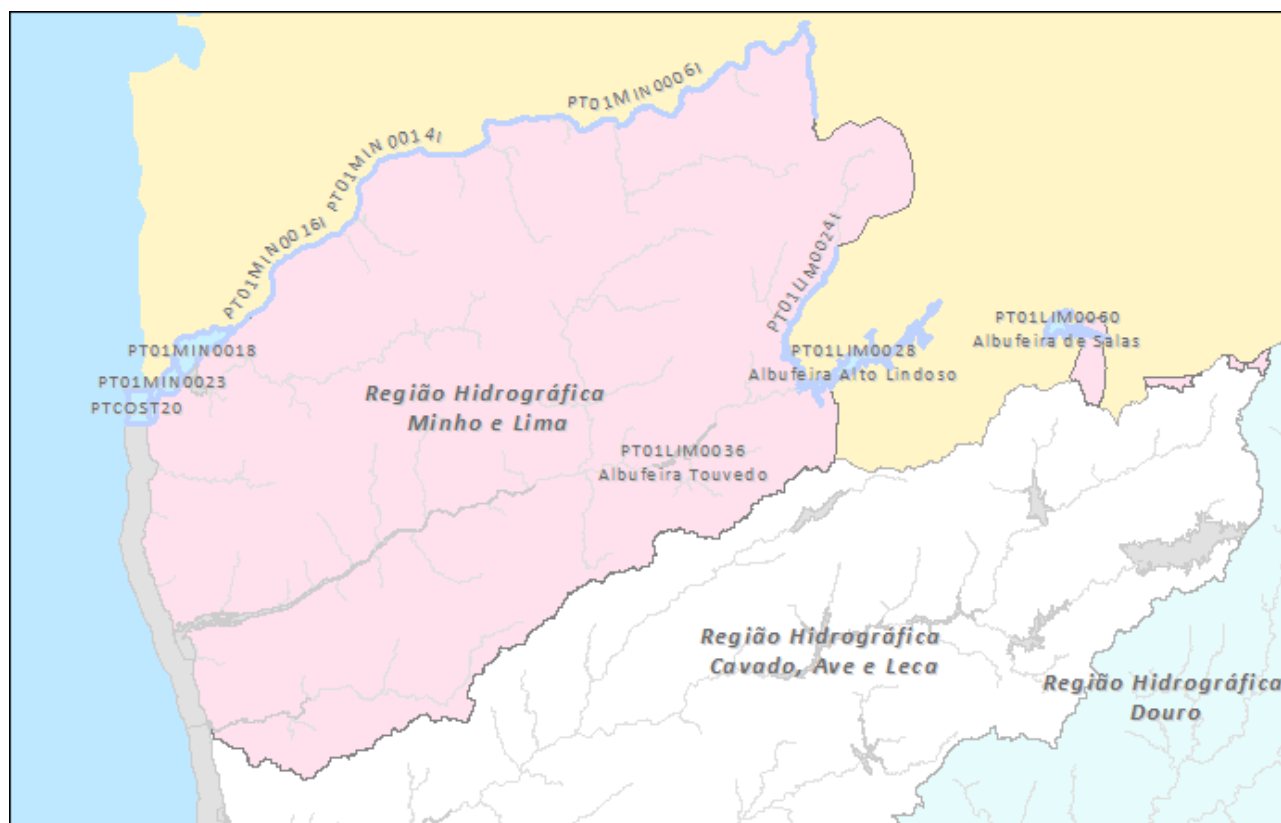 PT01MIN0006I
PT01MIN0014I
PT01MIN0016I
PT01LIM0024I
PT01LIM0060
Albufeira de Salas
PT01MIN0018
PT01LIM0028
Albufeira Alto Lindoso
PT01MIN0023
PTCOST20
Região Hidrográfica
Minho e Lima
PT01LIM0036
Albufeira Touvedo
Região Hidrográfica
Cavado, Ave e Leca
Região Hidrográfica
Douro